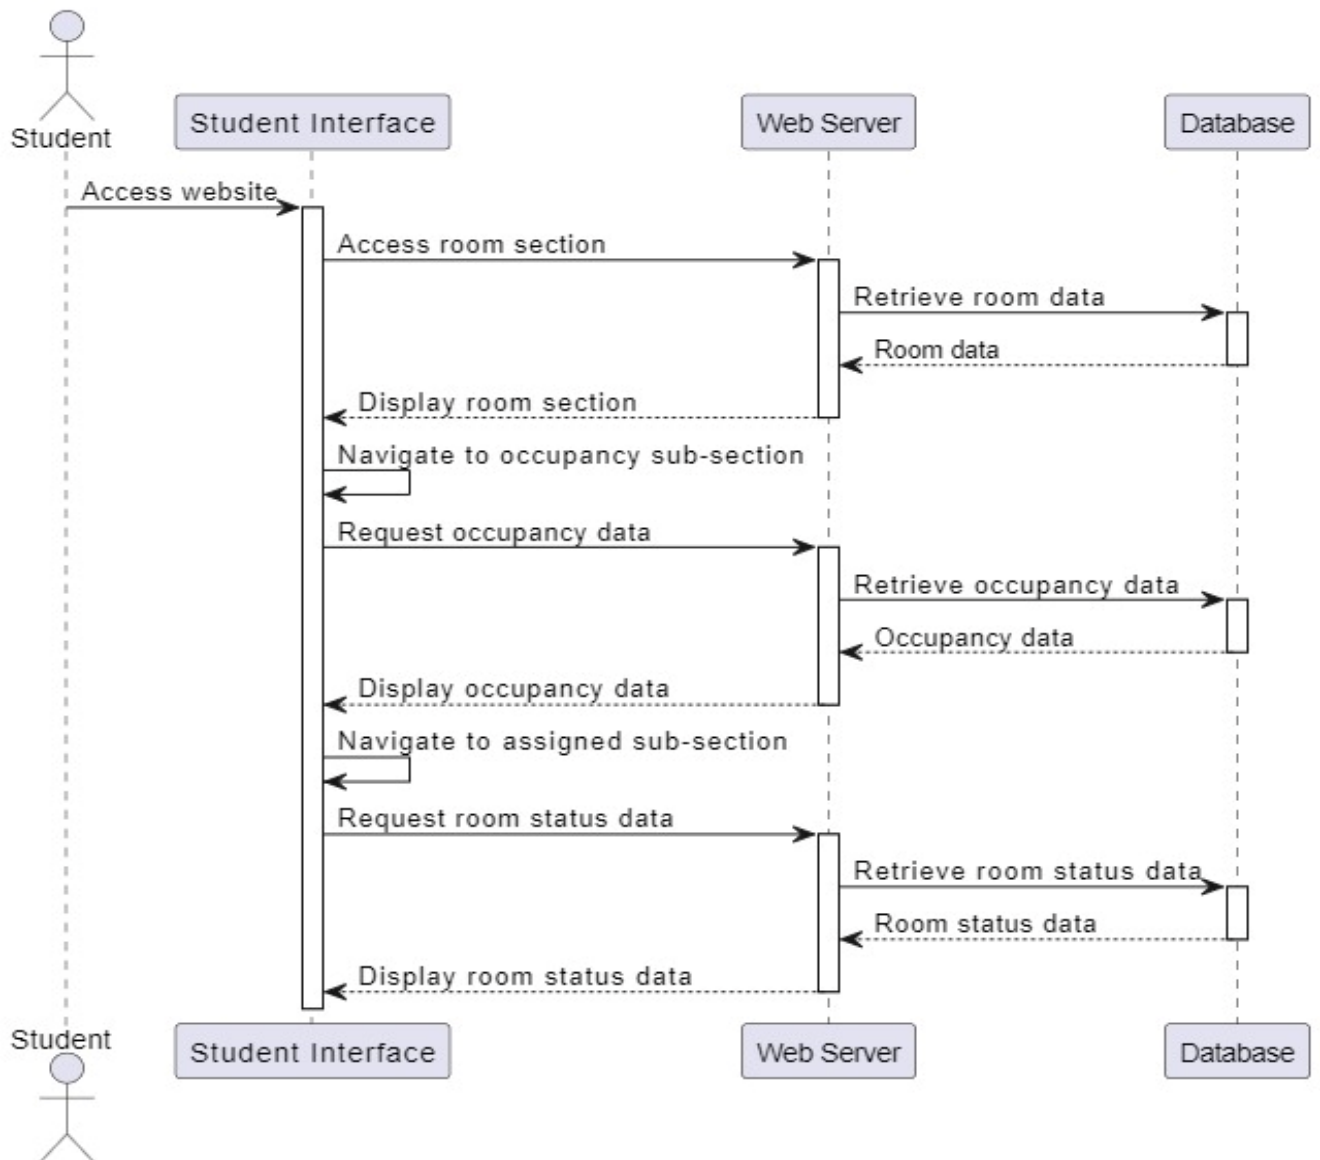 Student
Student Interface
Web Server
Database
Access website
Access room section
Retrieve room data
Room data
Display room section
Navigate to occupancy sub-section
Request occupancy data
Retrieve occupancy data
Occupancy data
Display occupancy data
Navigate to assigned sub-section
Request room status data
Retrieve room status data
Room status data
Display room status data
Student
Student Interface
Web Server
Database